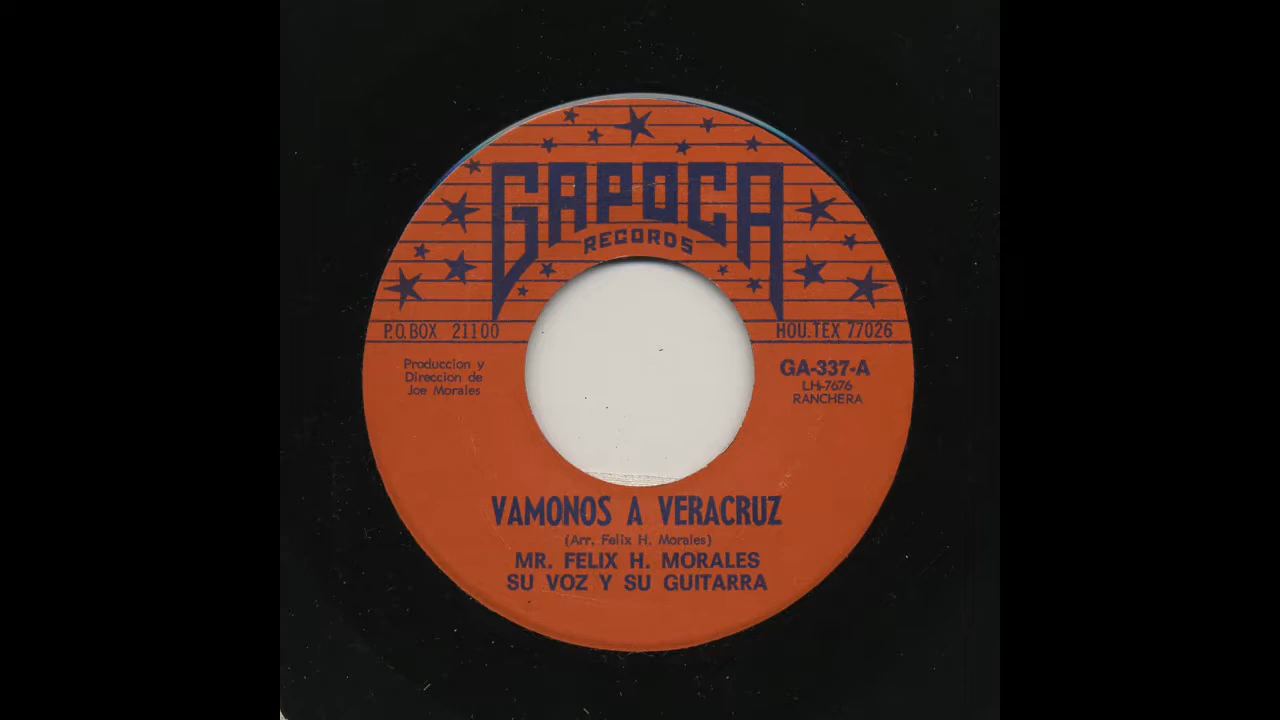 GAPOCA
RECORDS
P.O. BOX 21100
HOU. TEX 77026
Produccion y
Direccion de
Joe Morales
GA-337-A
LH-7676
RANCHERA
VAMONOS A VERACRUZ
(Arr. Felix H. Morales)
MR. FELIX H. MORALES
SU VOZ Y SU GUITARRA